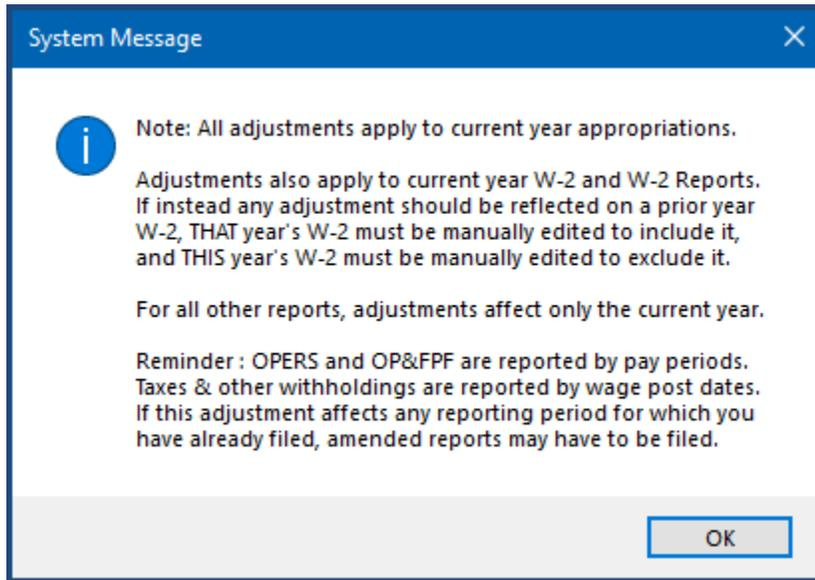 System Message
Note: All adjustments apply to current year appropriations.
Adjustments also apply to current year W-2 and W-2 Reports.
If instead any adjustment should be reflected on a prior year
W-2, THAT year's W-2 must be manually edited to include it,
and THIS year's W-2 must be manually edited to exclude it.
For all other reports, adjustments affect only the current year.
Reminder : OPERS and OP&FPF are reported by pay periods.
Taxes & other withholdings are reported by wage post dates.
If this adjustment affects any reporting period for which you
have already filed, amended reports may have to be filed.
OK